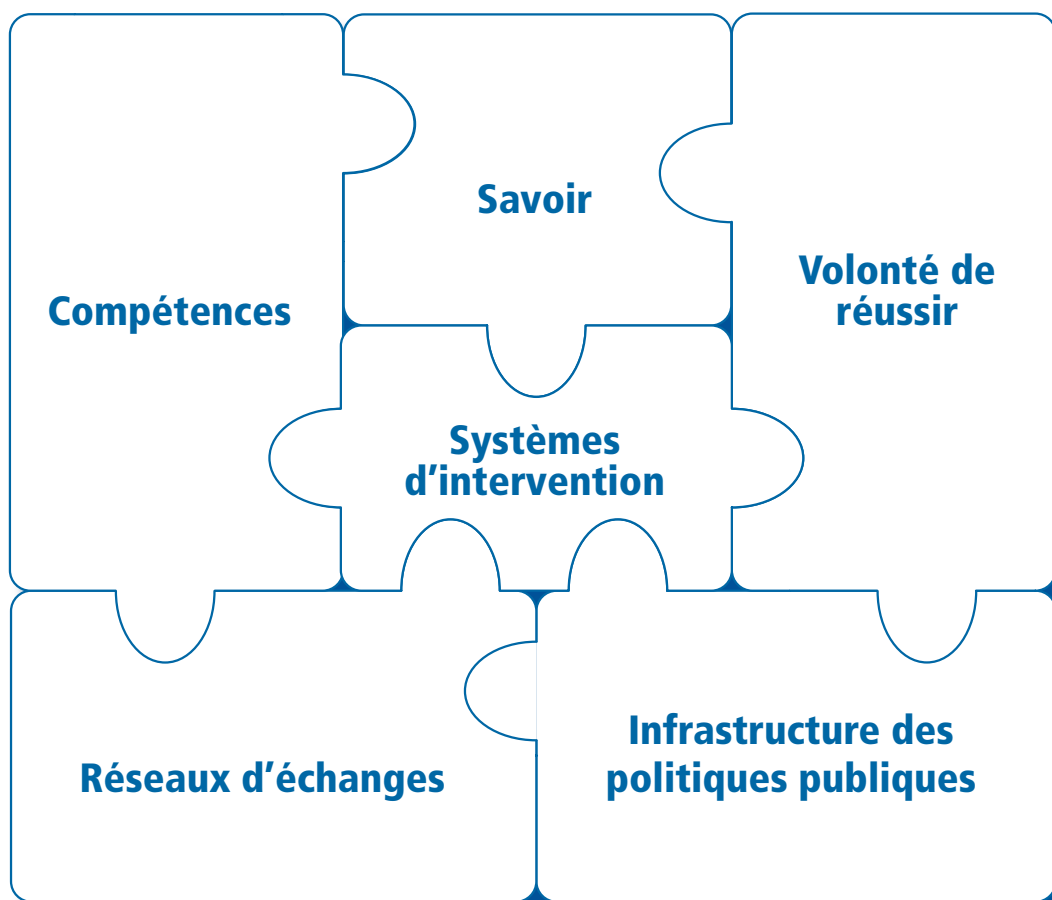 Savoir
Compétences
Volonté de
réussir
Systèmes
d'intervention
Réseaux d'échanges
Infrastructure des
politiques publiques